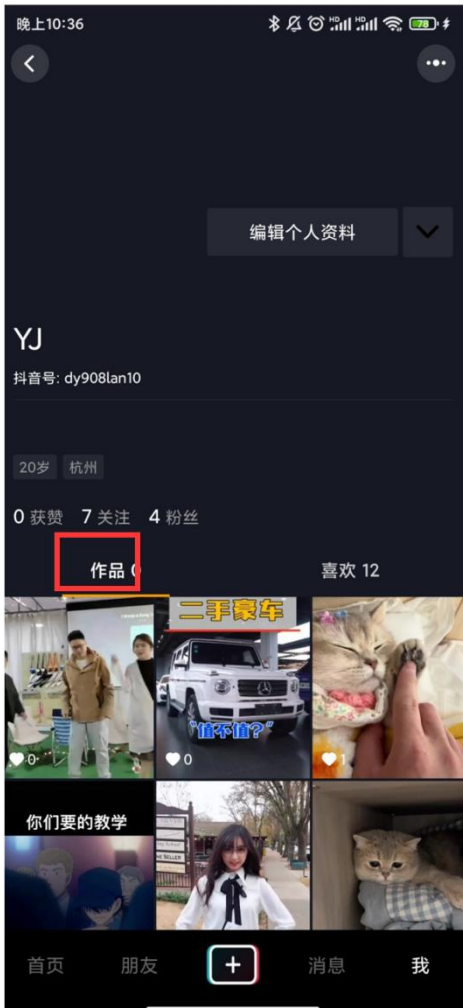 晚上10:36
HD HD 78
编辑个人资料
YJ
抖音号: dy908lan10
20岁 杭州
0 获赞 7 关注 4 粉丝
作品 0 喜欢 12
二手豪车
“值不值？”
0 0 1
你们要的教学
首页 朋友 消息 我